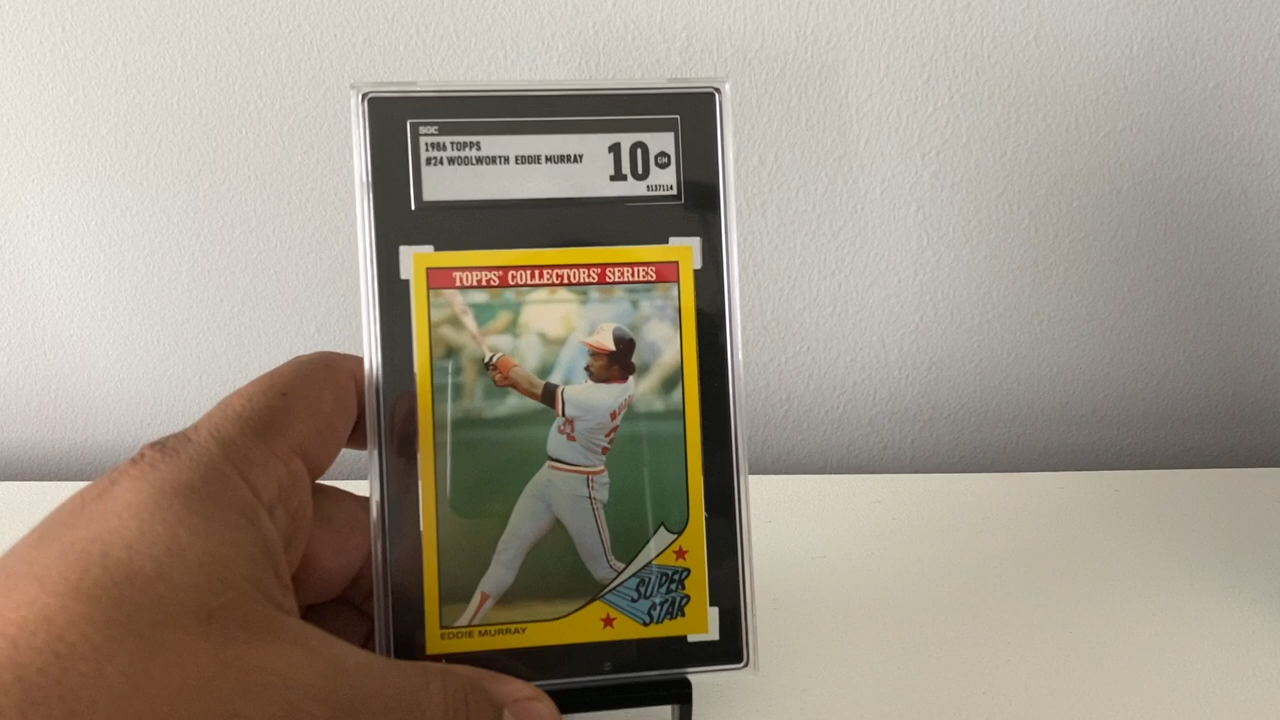 SGC
1986 TOPPS
#24 WOOLWORTH EDDIE MURRAY
10
GM
5137114
TOPPS® COLLECTORS' SERIES
SUPER
STAR
EDDIE MURRAY